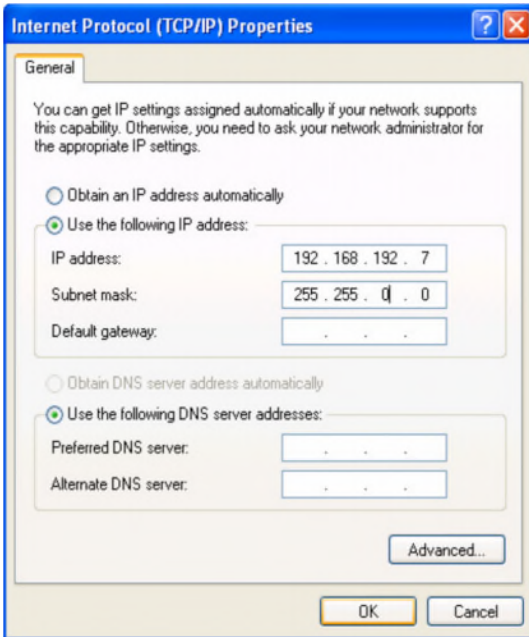 Internet Protocol (TCP/IP) Properties
General
You can get IP settings assigned automatically if your network supports
this capability. Otherwise, you need to ask your network administrator for
the appropriate IP settings.
Obtain an IP address automatically
Use the following IP address:
IP address: 192 . 168 . 192 . 7
Subnet mask: 255 . 255 . 0 . 0
Default gateway: . . .
Obtain DNS server address automatically
Use the following DNS server addresses:
Preferred DNS server: . . .
Alternate DNS server: . . .
Advanced...
OK Cancel